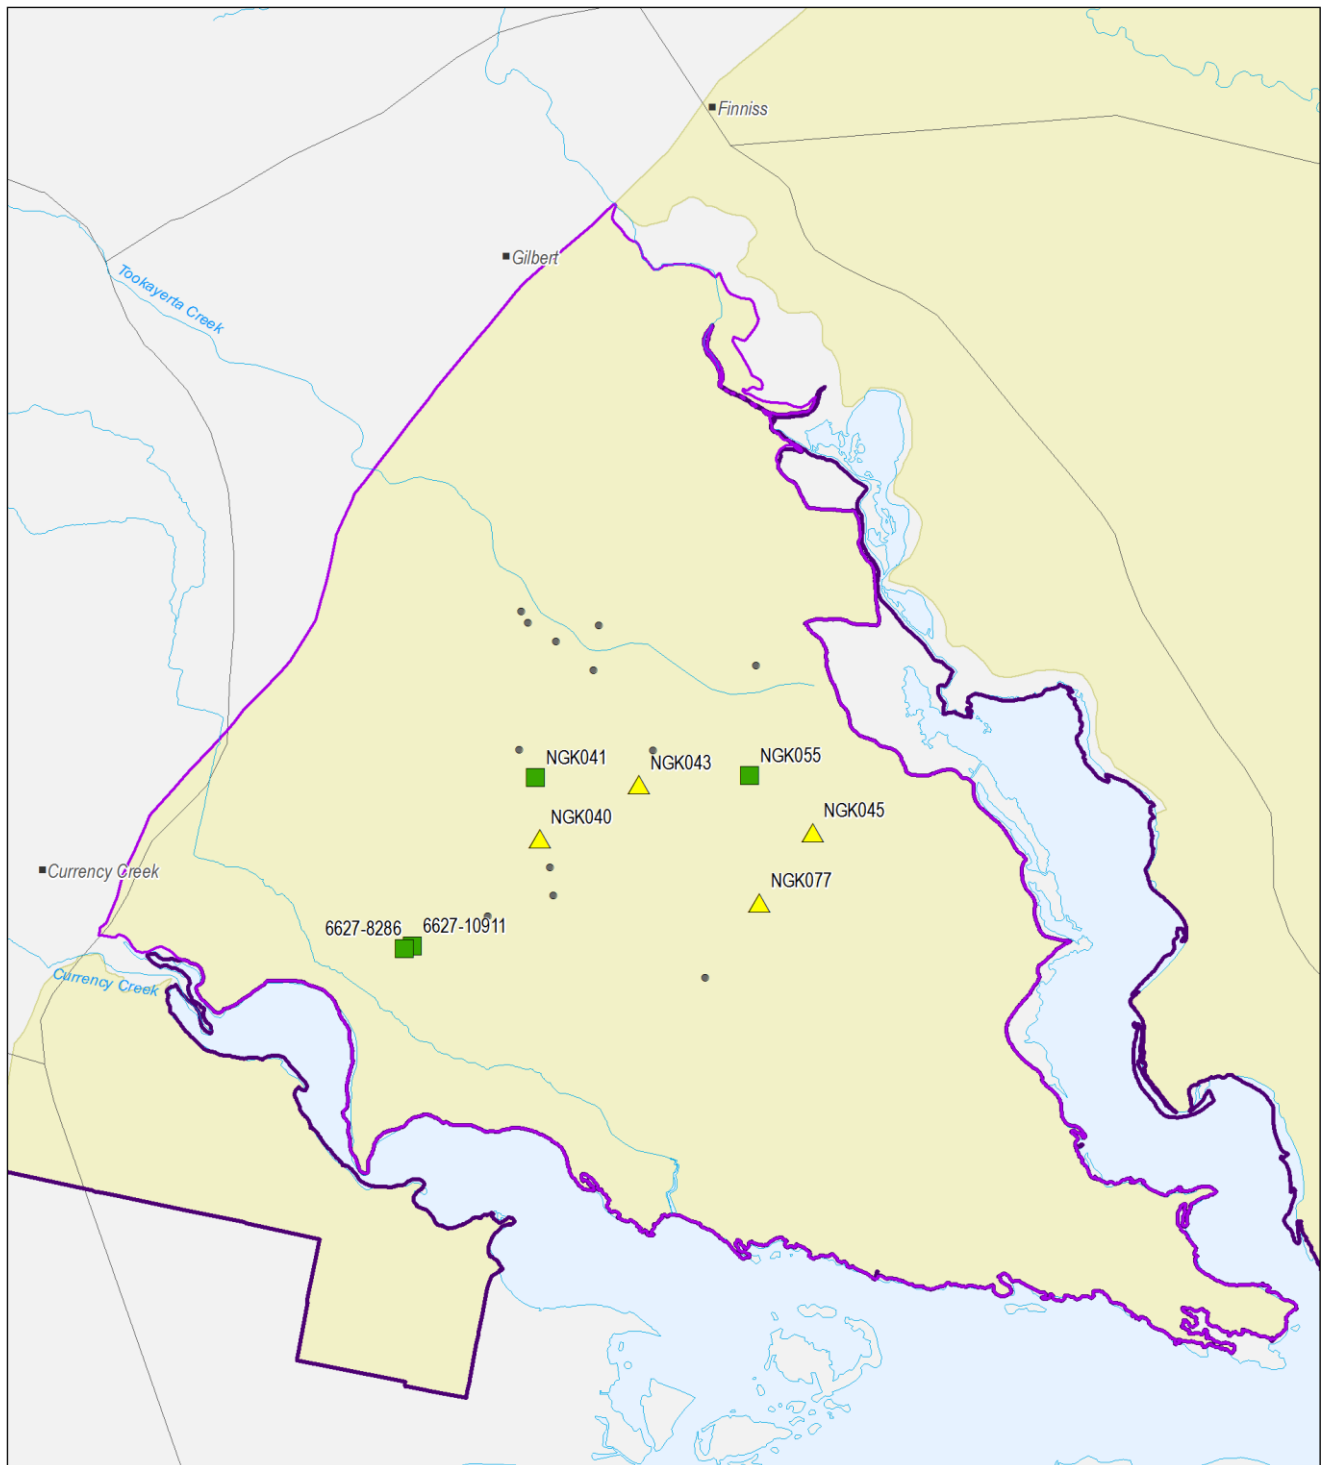 Finniss
Gilbert
Tookayerta Creek
NGK041
NGK043
NGK055
NGK040
NGK045
Currency Creek
NGK077
6627-8286
6627-10911
Currency Creek